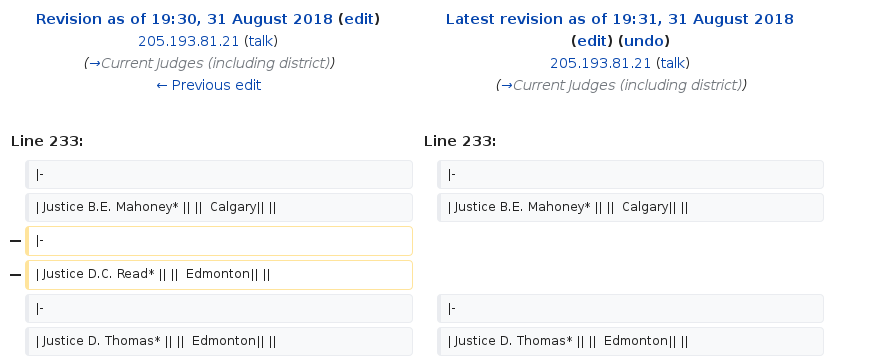 Revision as of 19:30, 31 August 2018 (edit)
205.193.81.21 (talk)
(→Current Judges (including district))
← Previous edit
Latest revision as of 19:31, 31 August 2018
(edit) (undo)
205.193.81.21 (talk)
(→Current Judges (including district))
Line 233:
Line 233:
|-
|-
| Justice B.E. Mahoney* || || Calgary|| ||
| Justice B.E. Mahoney* || || Calgary|| ||
− |-
− | Justice D.C. Read* || || Edmonton|| ||
|-
|-
| Justice D. Thomas* || || Edmonton|| ||
| Justice D. Thomas* || || Edmonton|| ||